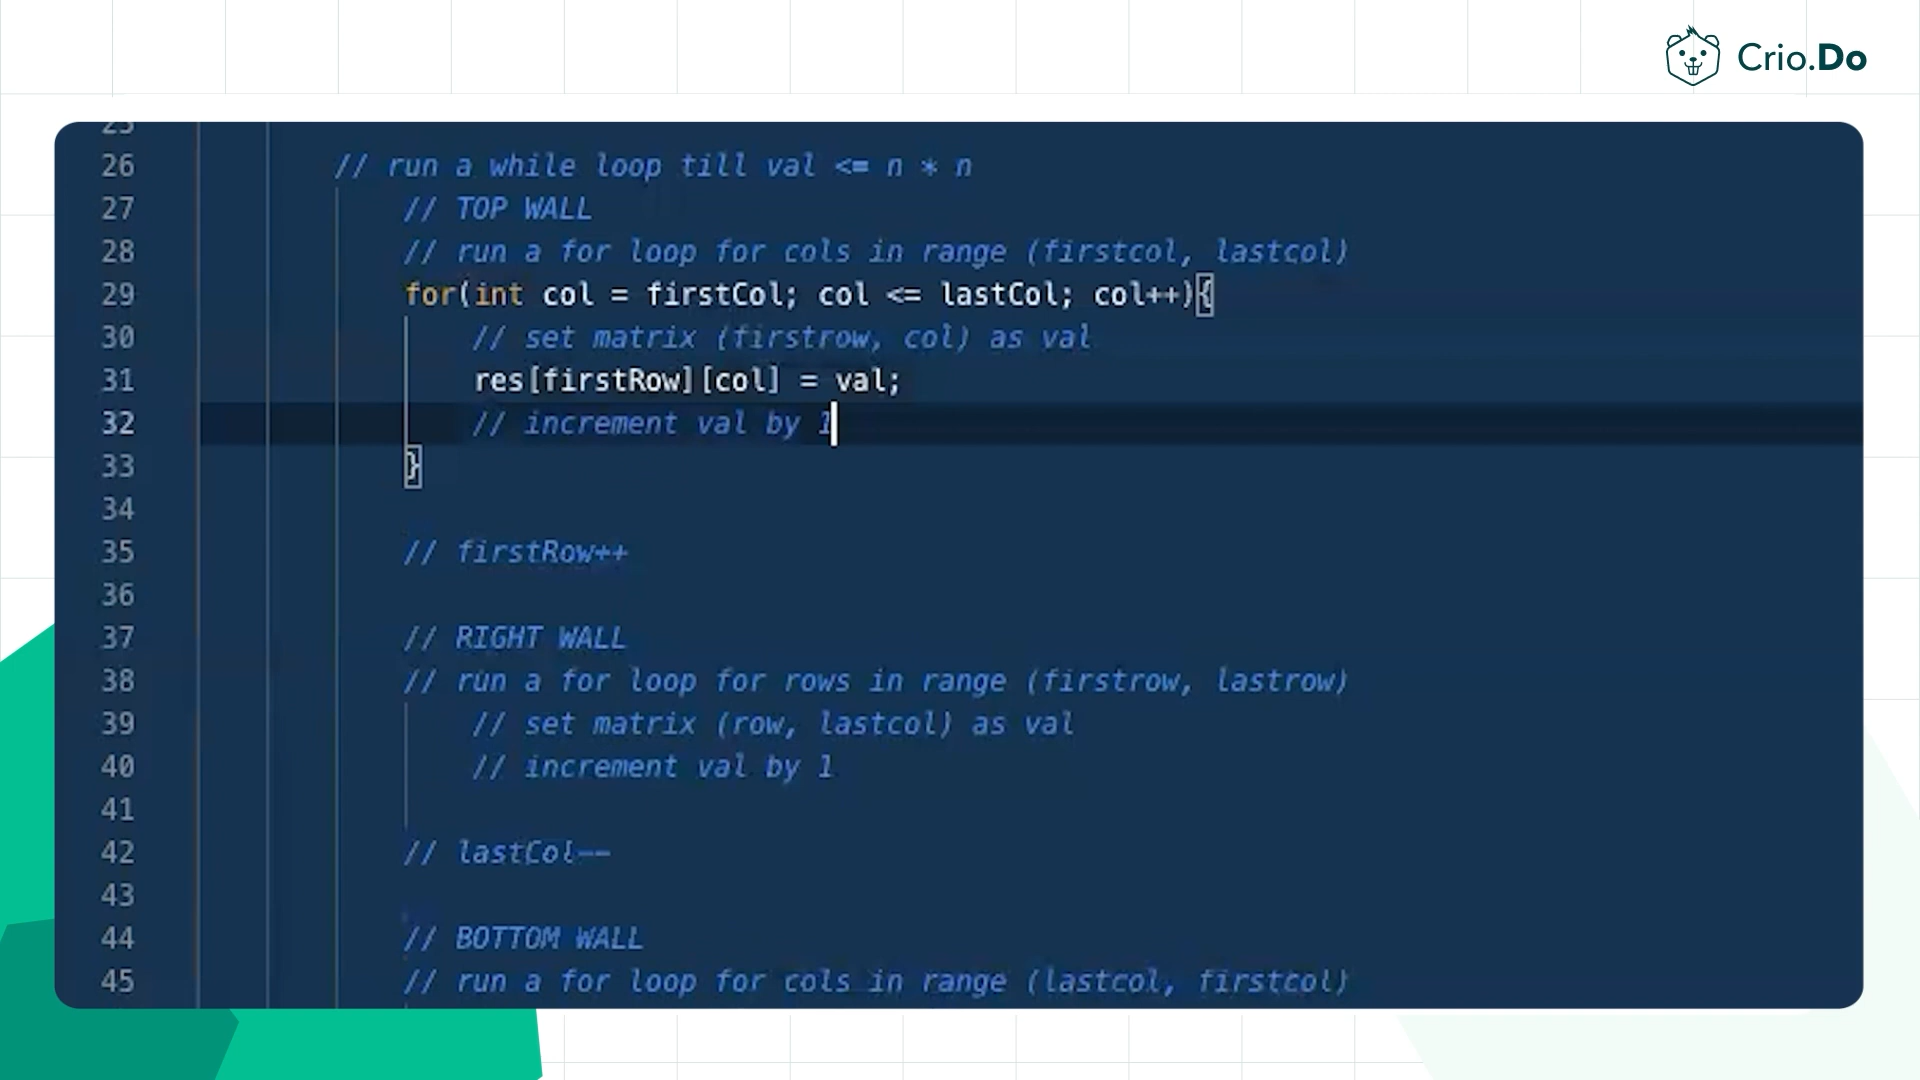 Crio.Do
25
26 // run a while loop till val <= n * n
27 // TOP WALL
28 // run a for loop for cols in range (firstcol, lastcol)
29 for(int col = firstCol; col <= lastCol; col++){
30 // set matrix (firstrow, col) as val
31 res[firstRow][col] = val;
32 // increment val by 1
33 }
34
35 // firstRow++
36
37 // RIGHT WALL
38 // run a for loop for rows in range (firstrow, lastrow)
39 // set matrix (row, lastcol) as val
40 // increment val by 1
41
42 // lastCol--
43
44 // BOTTOM WALL
45 // run a for loop for cols in range (lastcol, firstcol)